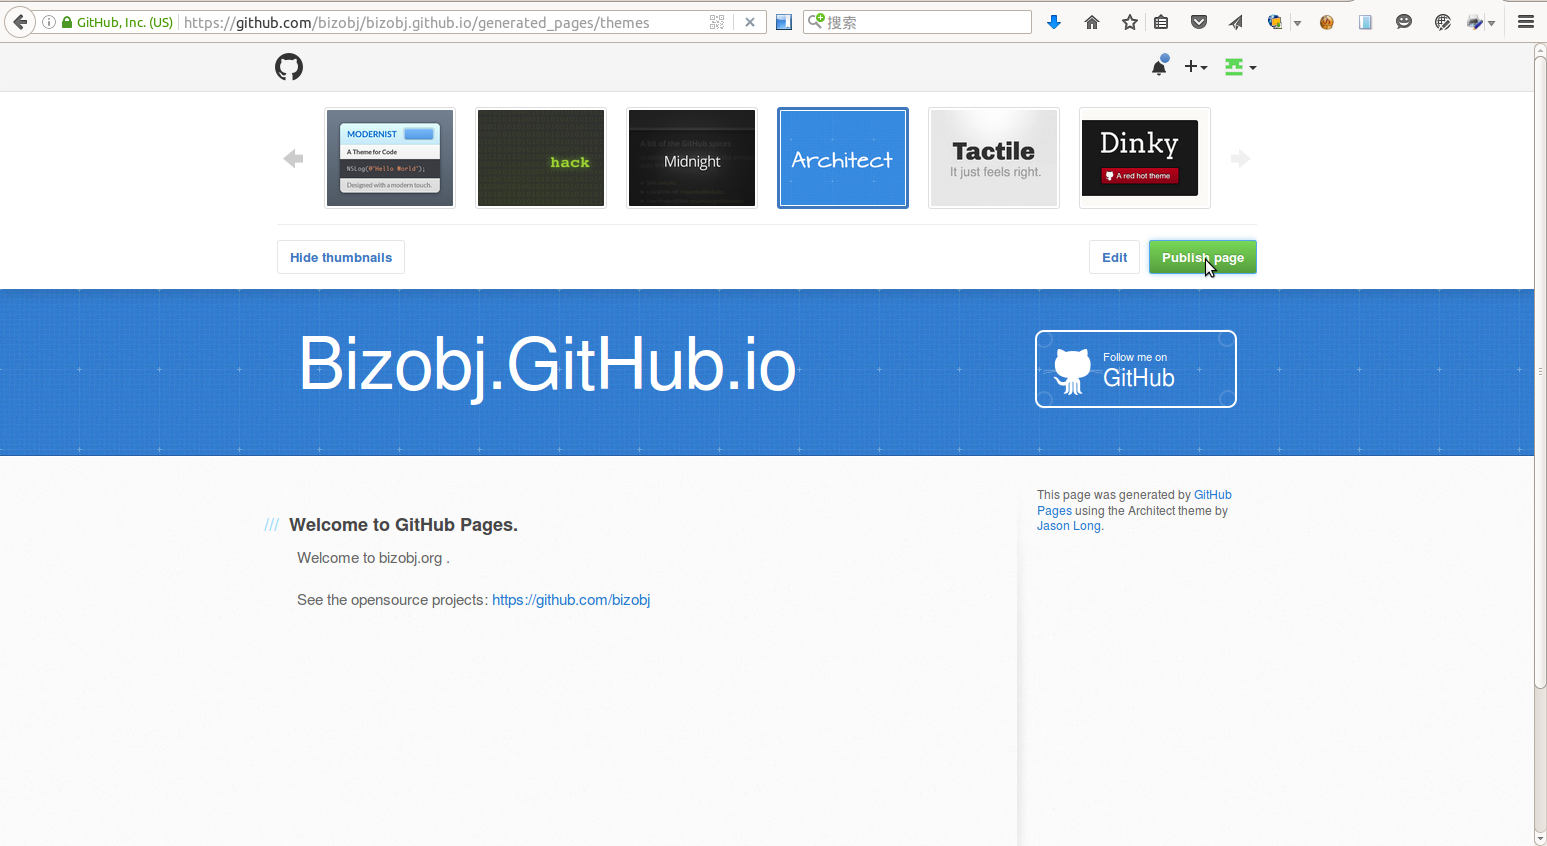 GitHub, Inc. (US)
https://github.com/bizobj/bizobj.github.io/generated_pages/themes
搜索
MODERNIST
A Theme for Code
NSLog(@"Hello World");
Designed with a modern touch.
hack
Midnight
Architect
Tactile
It just feels right.
Dinky
A red hot theme
Hide thumbnails
Edit
Publish page
Bizobj.GitHub.io
Follow me on
GitHub
/// Welcome to GitHub Pages.
Welcome to bizobj.org .
See the opensource projects: https://github.com/bizobj
This page was generated by GitHub
Pages using the Architect theme by
Jason Long.